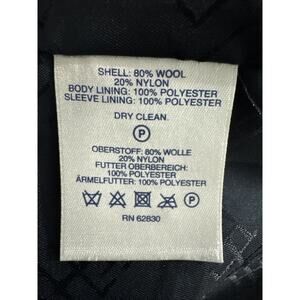 SHELL: 80% WOOL
20% NYLON
BODY LINING: 100% POLYESTER
SLEEVE LINING: 100% POLYESTER
DRY CLEAN.
P
OBERSTOFF: 80% WOLLE
20% NYLON
FUTTER OBERBEREICH:
100% POLYESTER
ÄRMELFUTTER: 100% POLYESTER
P
RN 62830